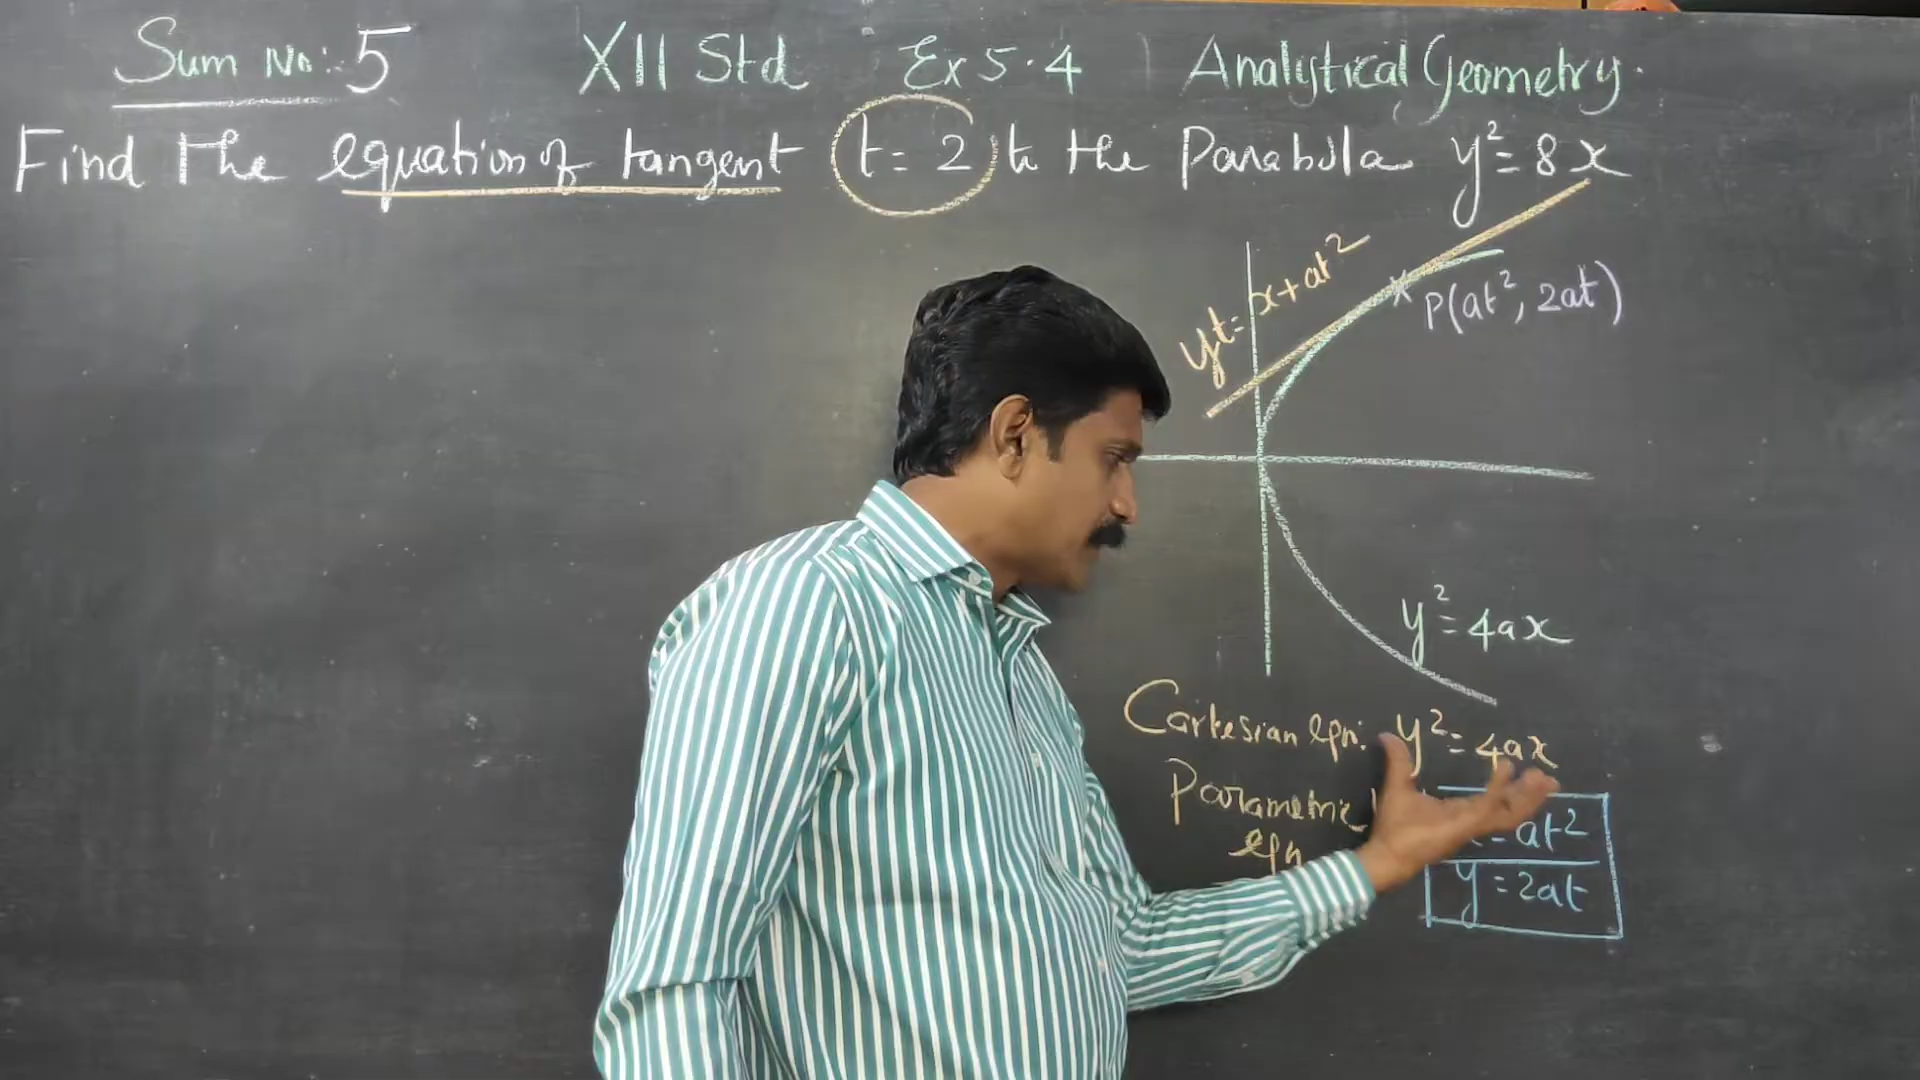 Sum No: 5 XII Std Ex 5.4 Analytical Geometry.
Find the equation of tangent t = 2 to the Parabola y² = 8x
yt = x + at²
P(at², 2at)
y² = 4ax
Cartesian eqn: y² = 4ax
Parametric
eqn
= at²
y = 2at